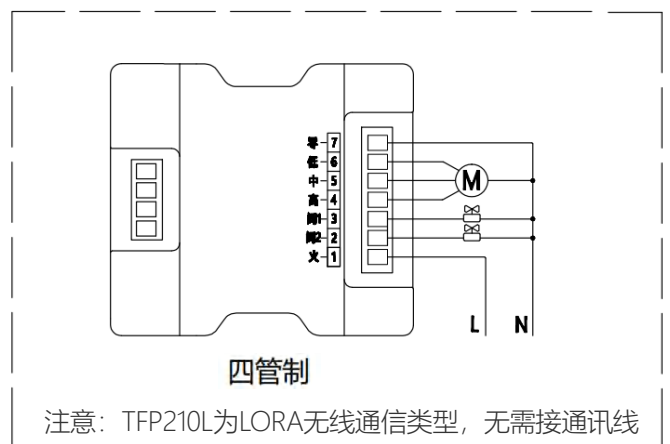 零 7
低 6
中 5
高 4
阀1 3
阀2 2
火 1
M
L N
四管制
注意：TFP210L为LORA无线通信类型，无需接通讯线